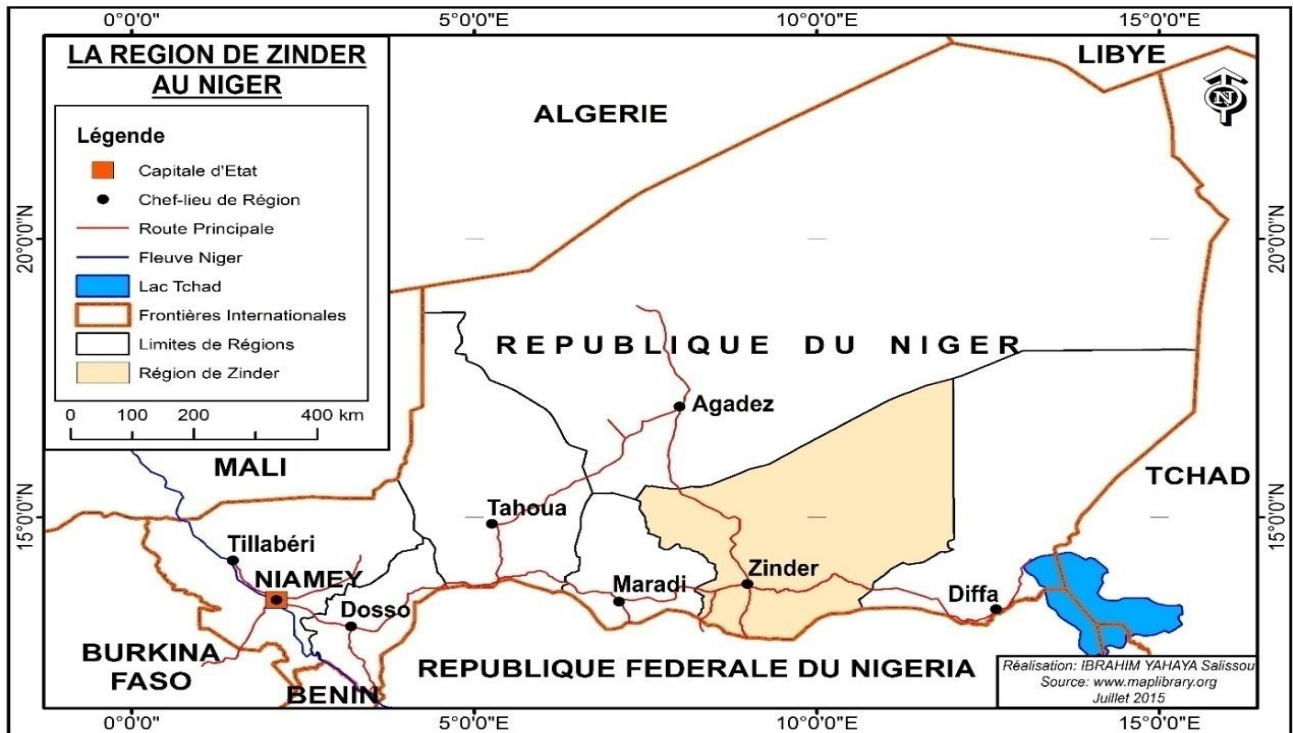 0°0'0" 5°0'0"E 10°0'0"E 15°0'0"E
LA REGION DE ZINDER
AU NIGER
Légende
Capitale d'Etat
Chef-lieu de Région
Route Principale
Fleuve Niger
Lac Tchad
Frontières Internationales
Limites de Régions
Région de Zinder
0 100 200 400 km
LIBYE
N
ALGERIE
20°0'0"N 20°0'0"N
REPUBLIQUE DU NIGER
Agadez
MALI
TCHAD
15°0'0"N 15°0'0"N
Tahoua
Tillabéri
NIAMEY
Dosso
Maradi
Zinder
Diffa
BURKINA
FASO
BENIN
REPUBLIQUE FEDERALE DU NIGERIA
Réalisation: IBRAHIM YAHAYA Salissou
Source: www.maplibrary.org
Juillet 2015
0°0'0" 5°0'0"E 10°0'0"E 15°0'0"E